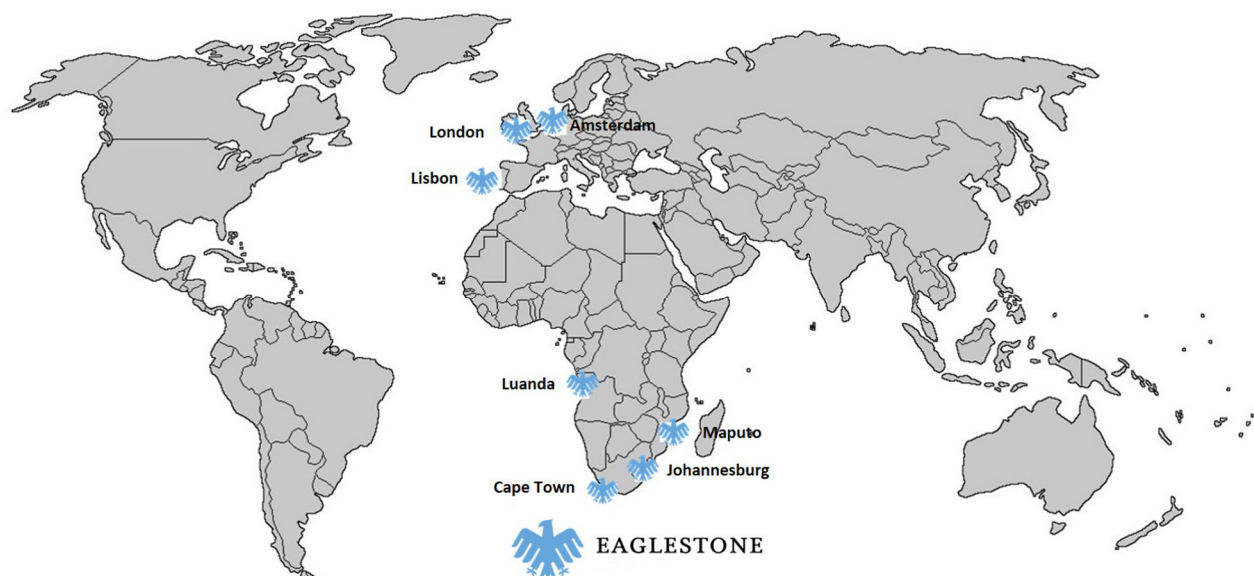 London
Amsterdam
Lisbon
Luanda
Maputo
Johannesburg
Cape Town
EAGLESTONE